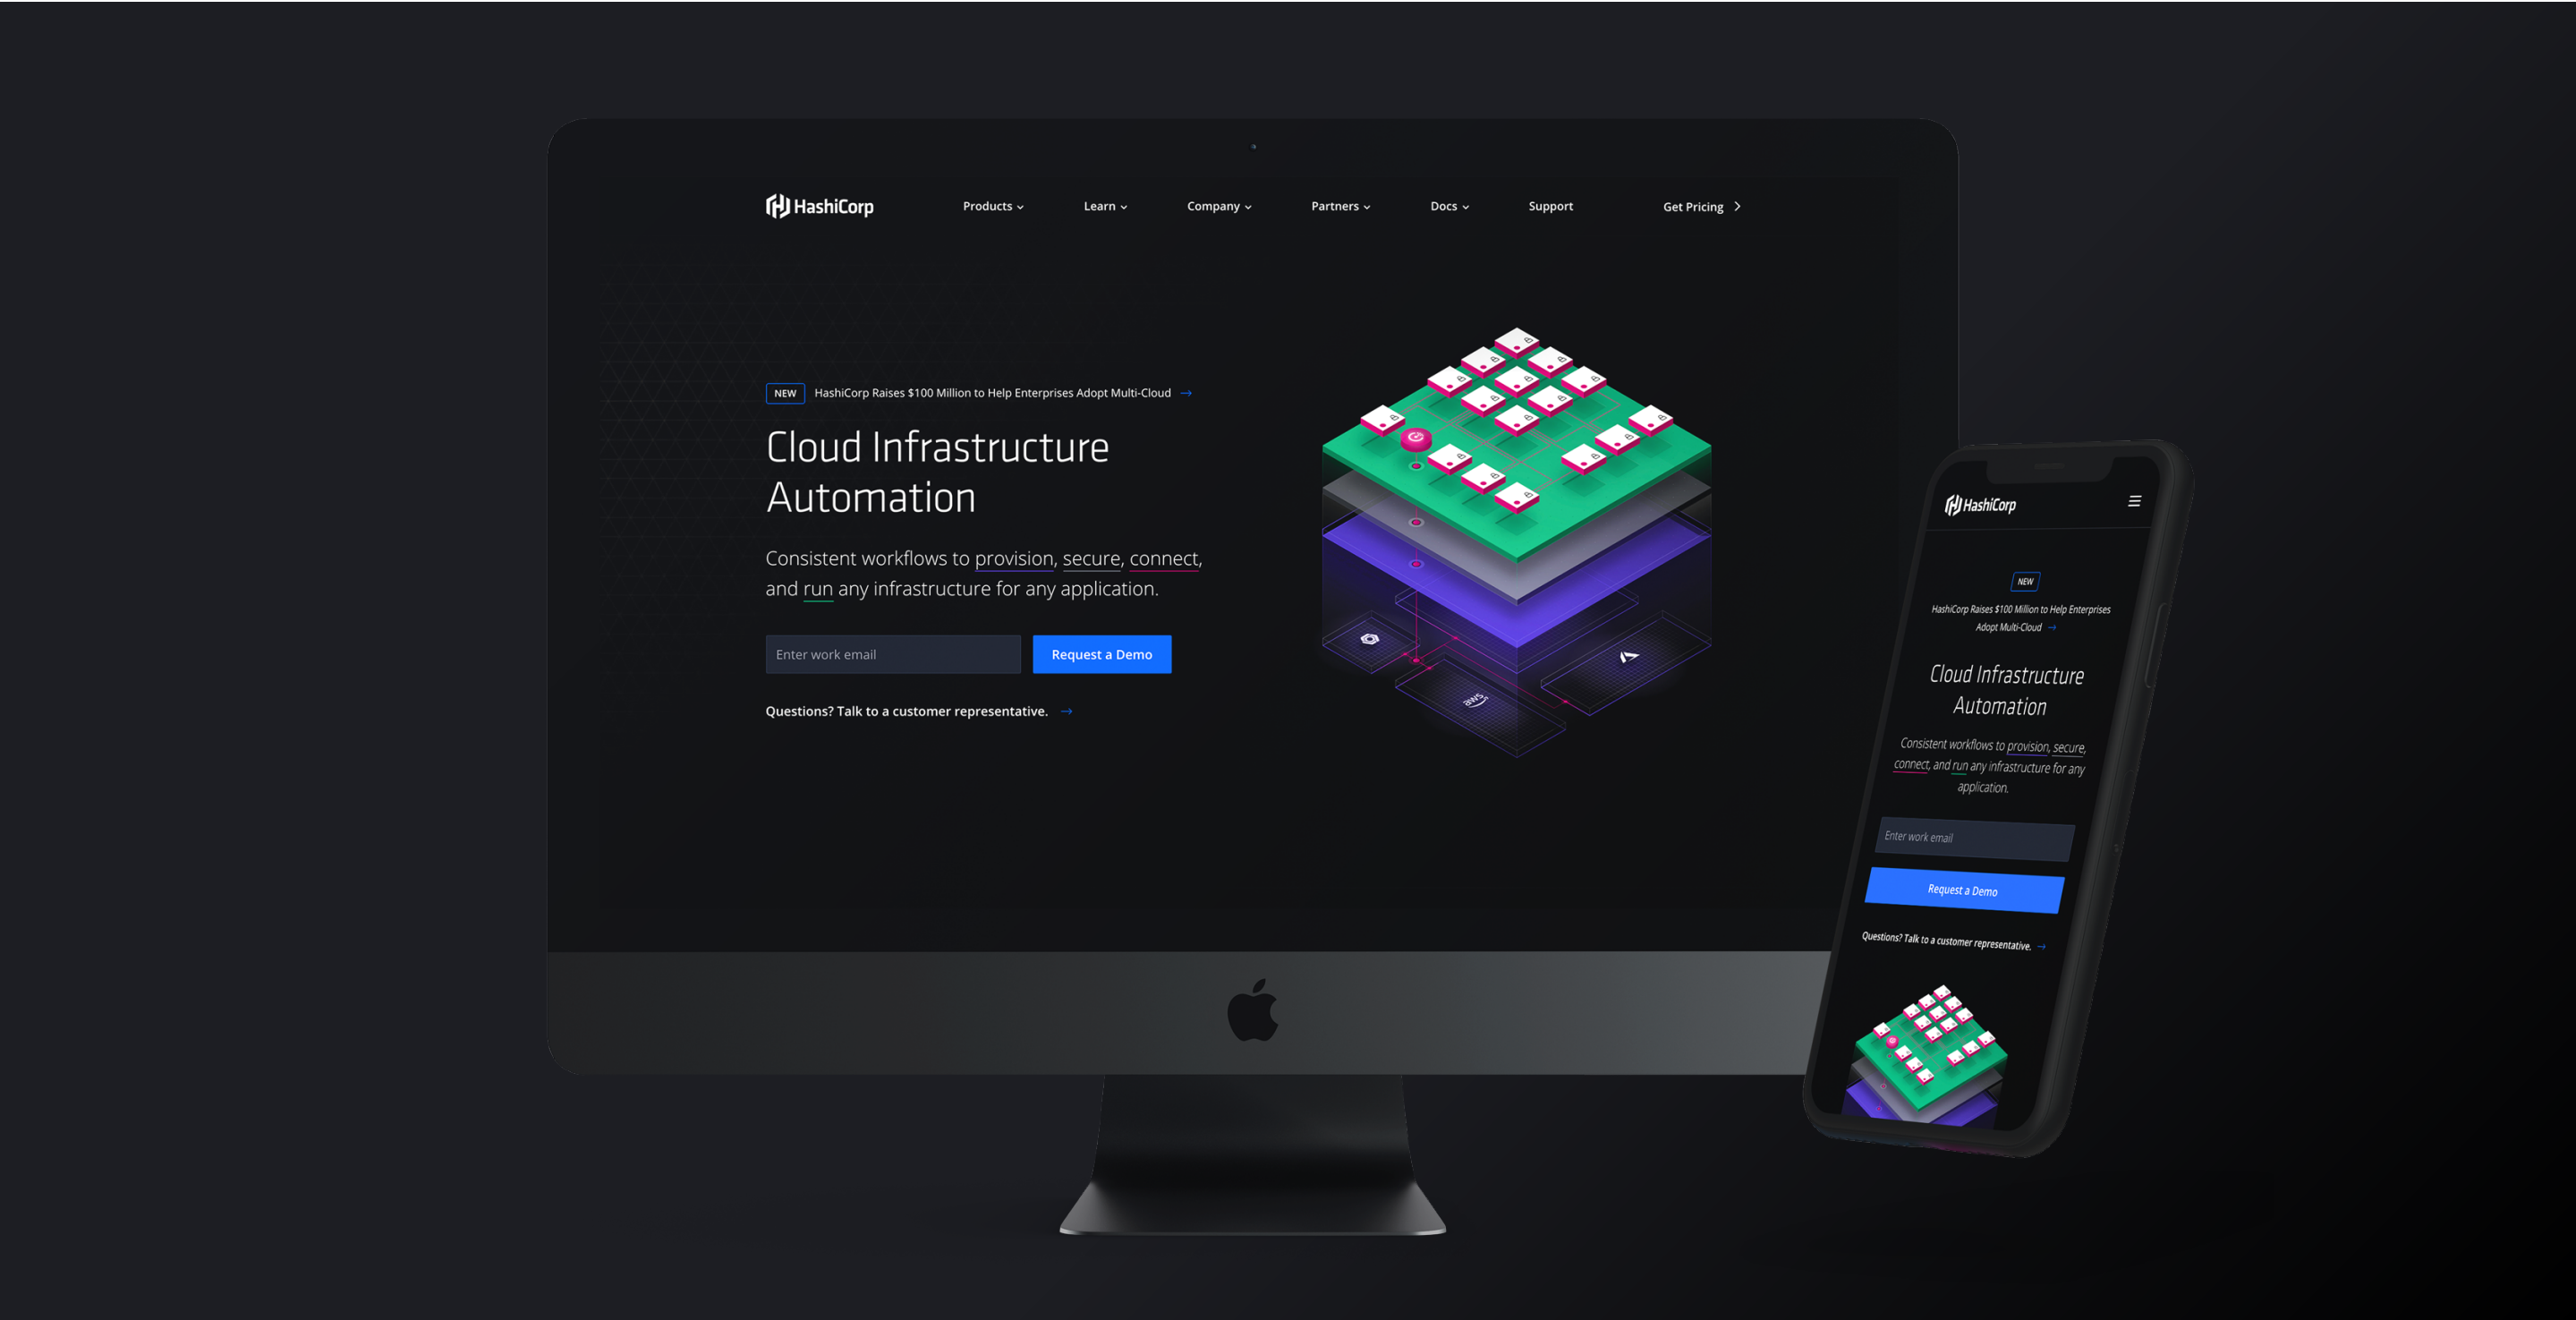 HashiCorp
Products
Learn
Company
Partners
Docs
Support
Get Pricing
NEW
HashiCorp Raises $100 Million to Help Enterprises Adopt Multi-Cloud
Cloud Infrastructure
Automation
Consistent workflows to provision, secure, connect,
and run any infrastructure for any application.
Enter work email
Request a Demo
Questions? Talk to a customer representative.
aws
HashiCorp
NEW
HashiCorp Raises $100 Million to Help Enterprises
Adopt Multi-Cloud
Cloud Infrastructure
Automation
Consistent workflows to provision, secure,
connect, and run any infrastructure for any
application.
Enter work email
Request a Demo
Questions? Talk to a customer representative.